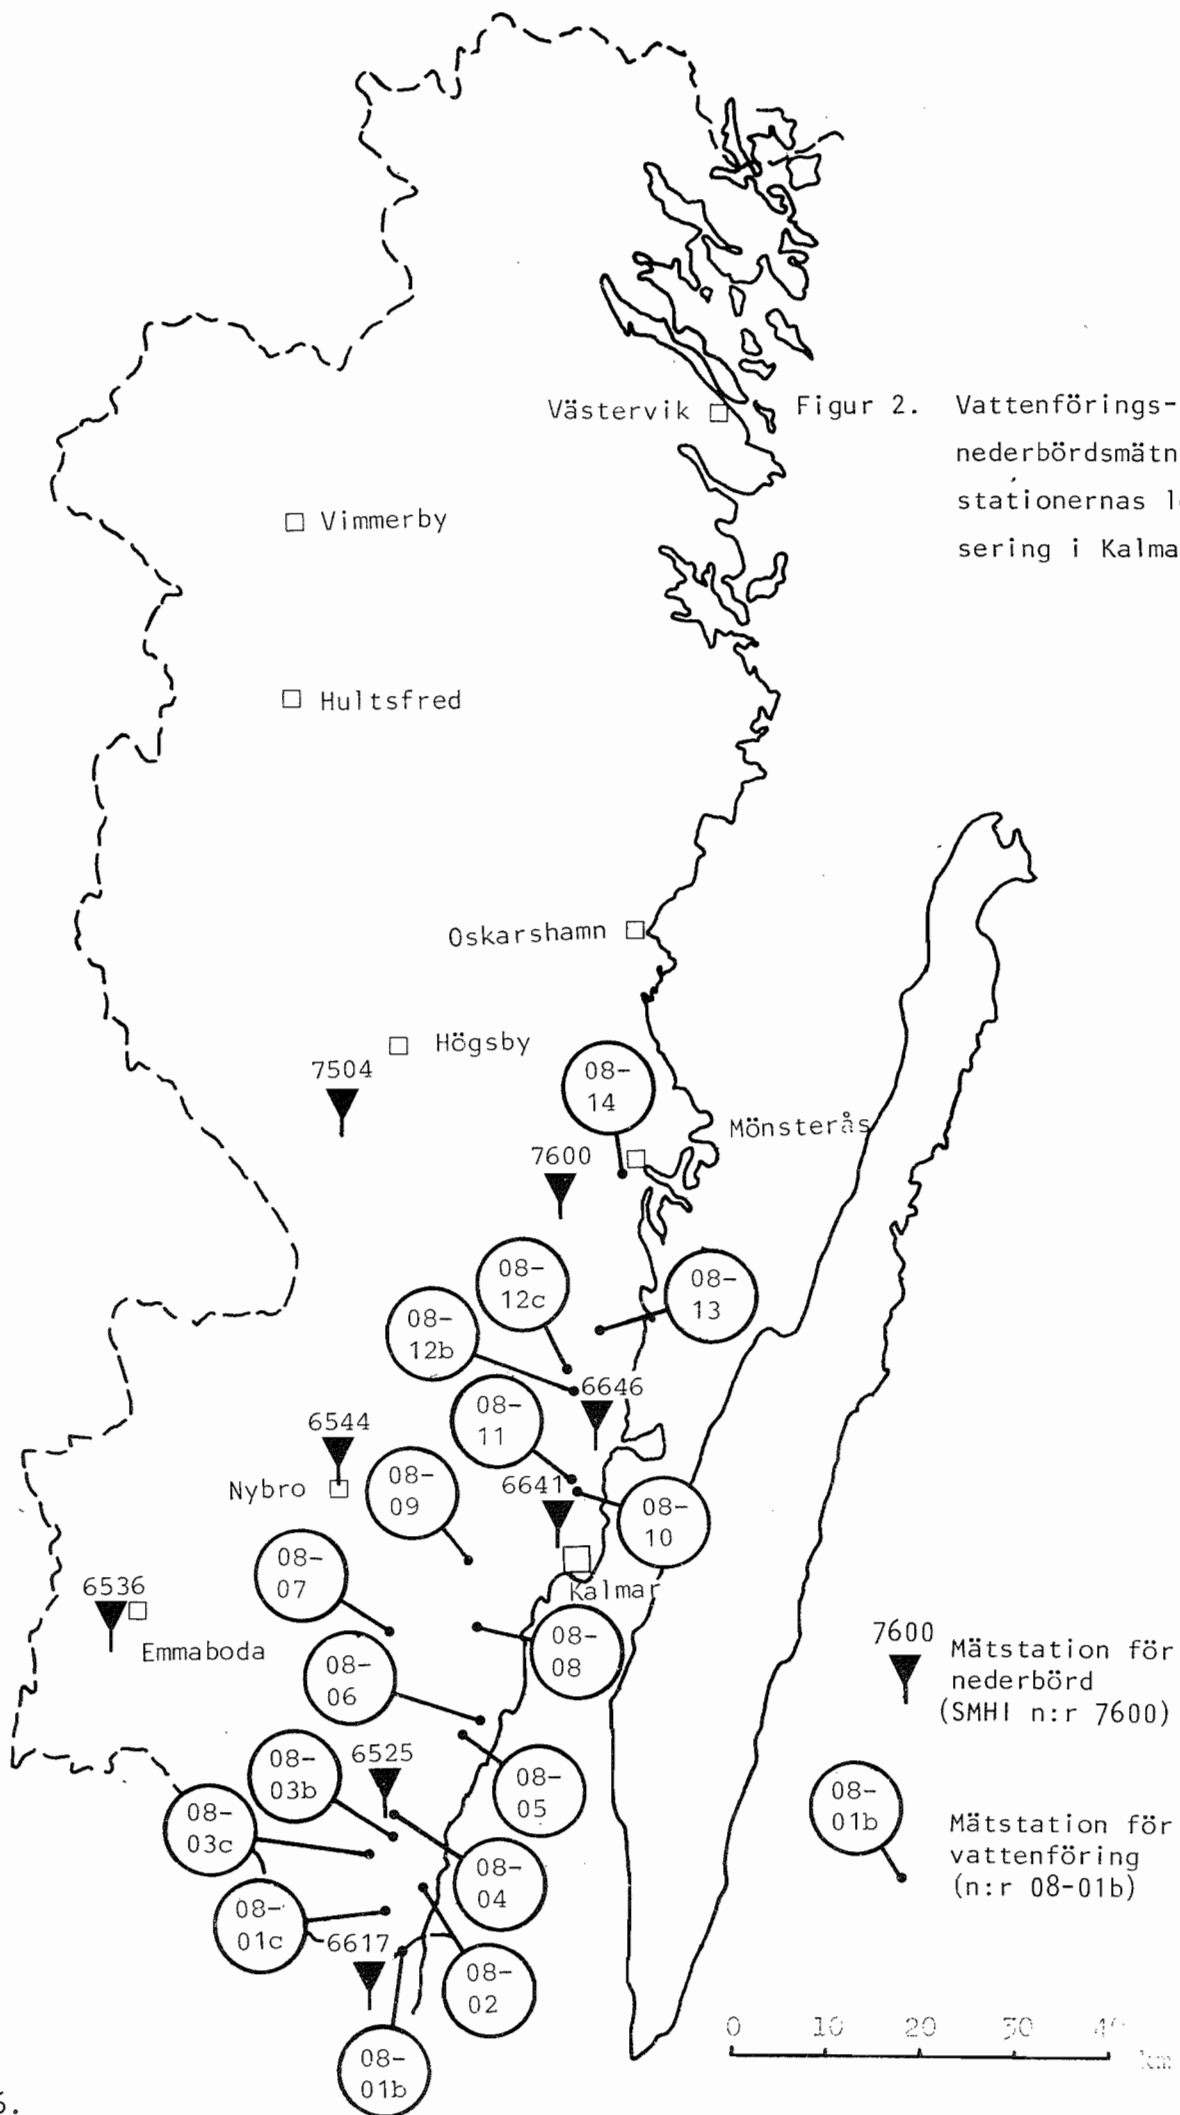 Västervik
Figur 2. Vattenförings-
nederbördsmätn
stationernas l
sering i Kalma
Vimmerby
Hultsfred
Oskarshamn
Högsby
7504
08-
14
Mönsterås
7600
08-
12c
08-
13
08-
12b
6646
08-
11
6544
Nybro
08-
09
6641
08-
10
08-
07
Kalmar
6536
Emmaboda
08-
08
08-
06
7600
Mätstation för
nederbörd
(SMHI n:r 7600)
08-
03b
6525
08-
05
08-
03c
08-
01b
Mätstation för
vattenföring
(n:r 08-01b)
08-
04
08-
01c
6617
08-
02
08-
01b
0 10 20 30
km
6.